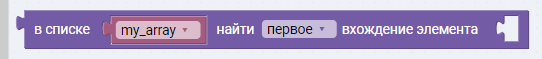 в списке my_array найти первое вхождение элемента